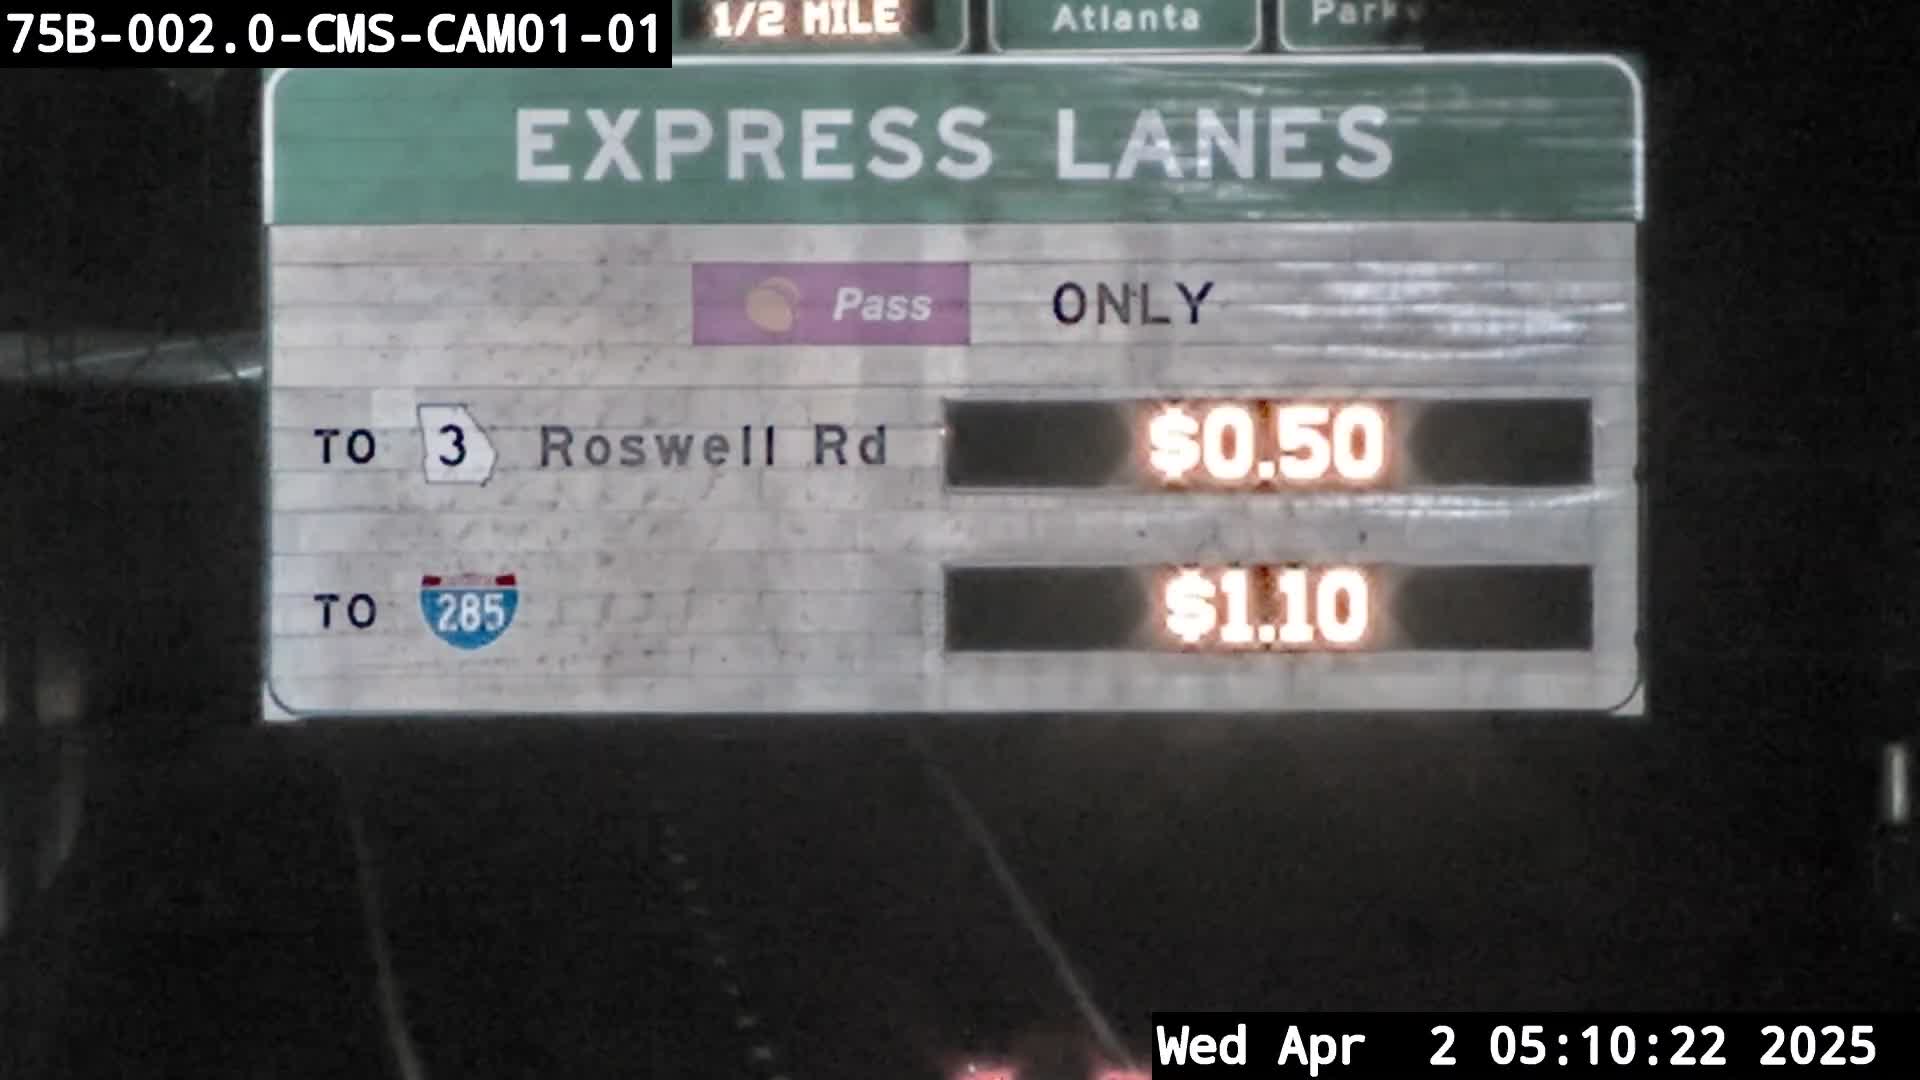 75B-002.0-CMS-CAM01-01
1/2 MILE
Atlanta
EXPRESS LANES
Pass ONLY
TO 3 Roswell Rd $0.50
TO 285 $1.10
Wed Apr 2 05:10:22 2025